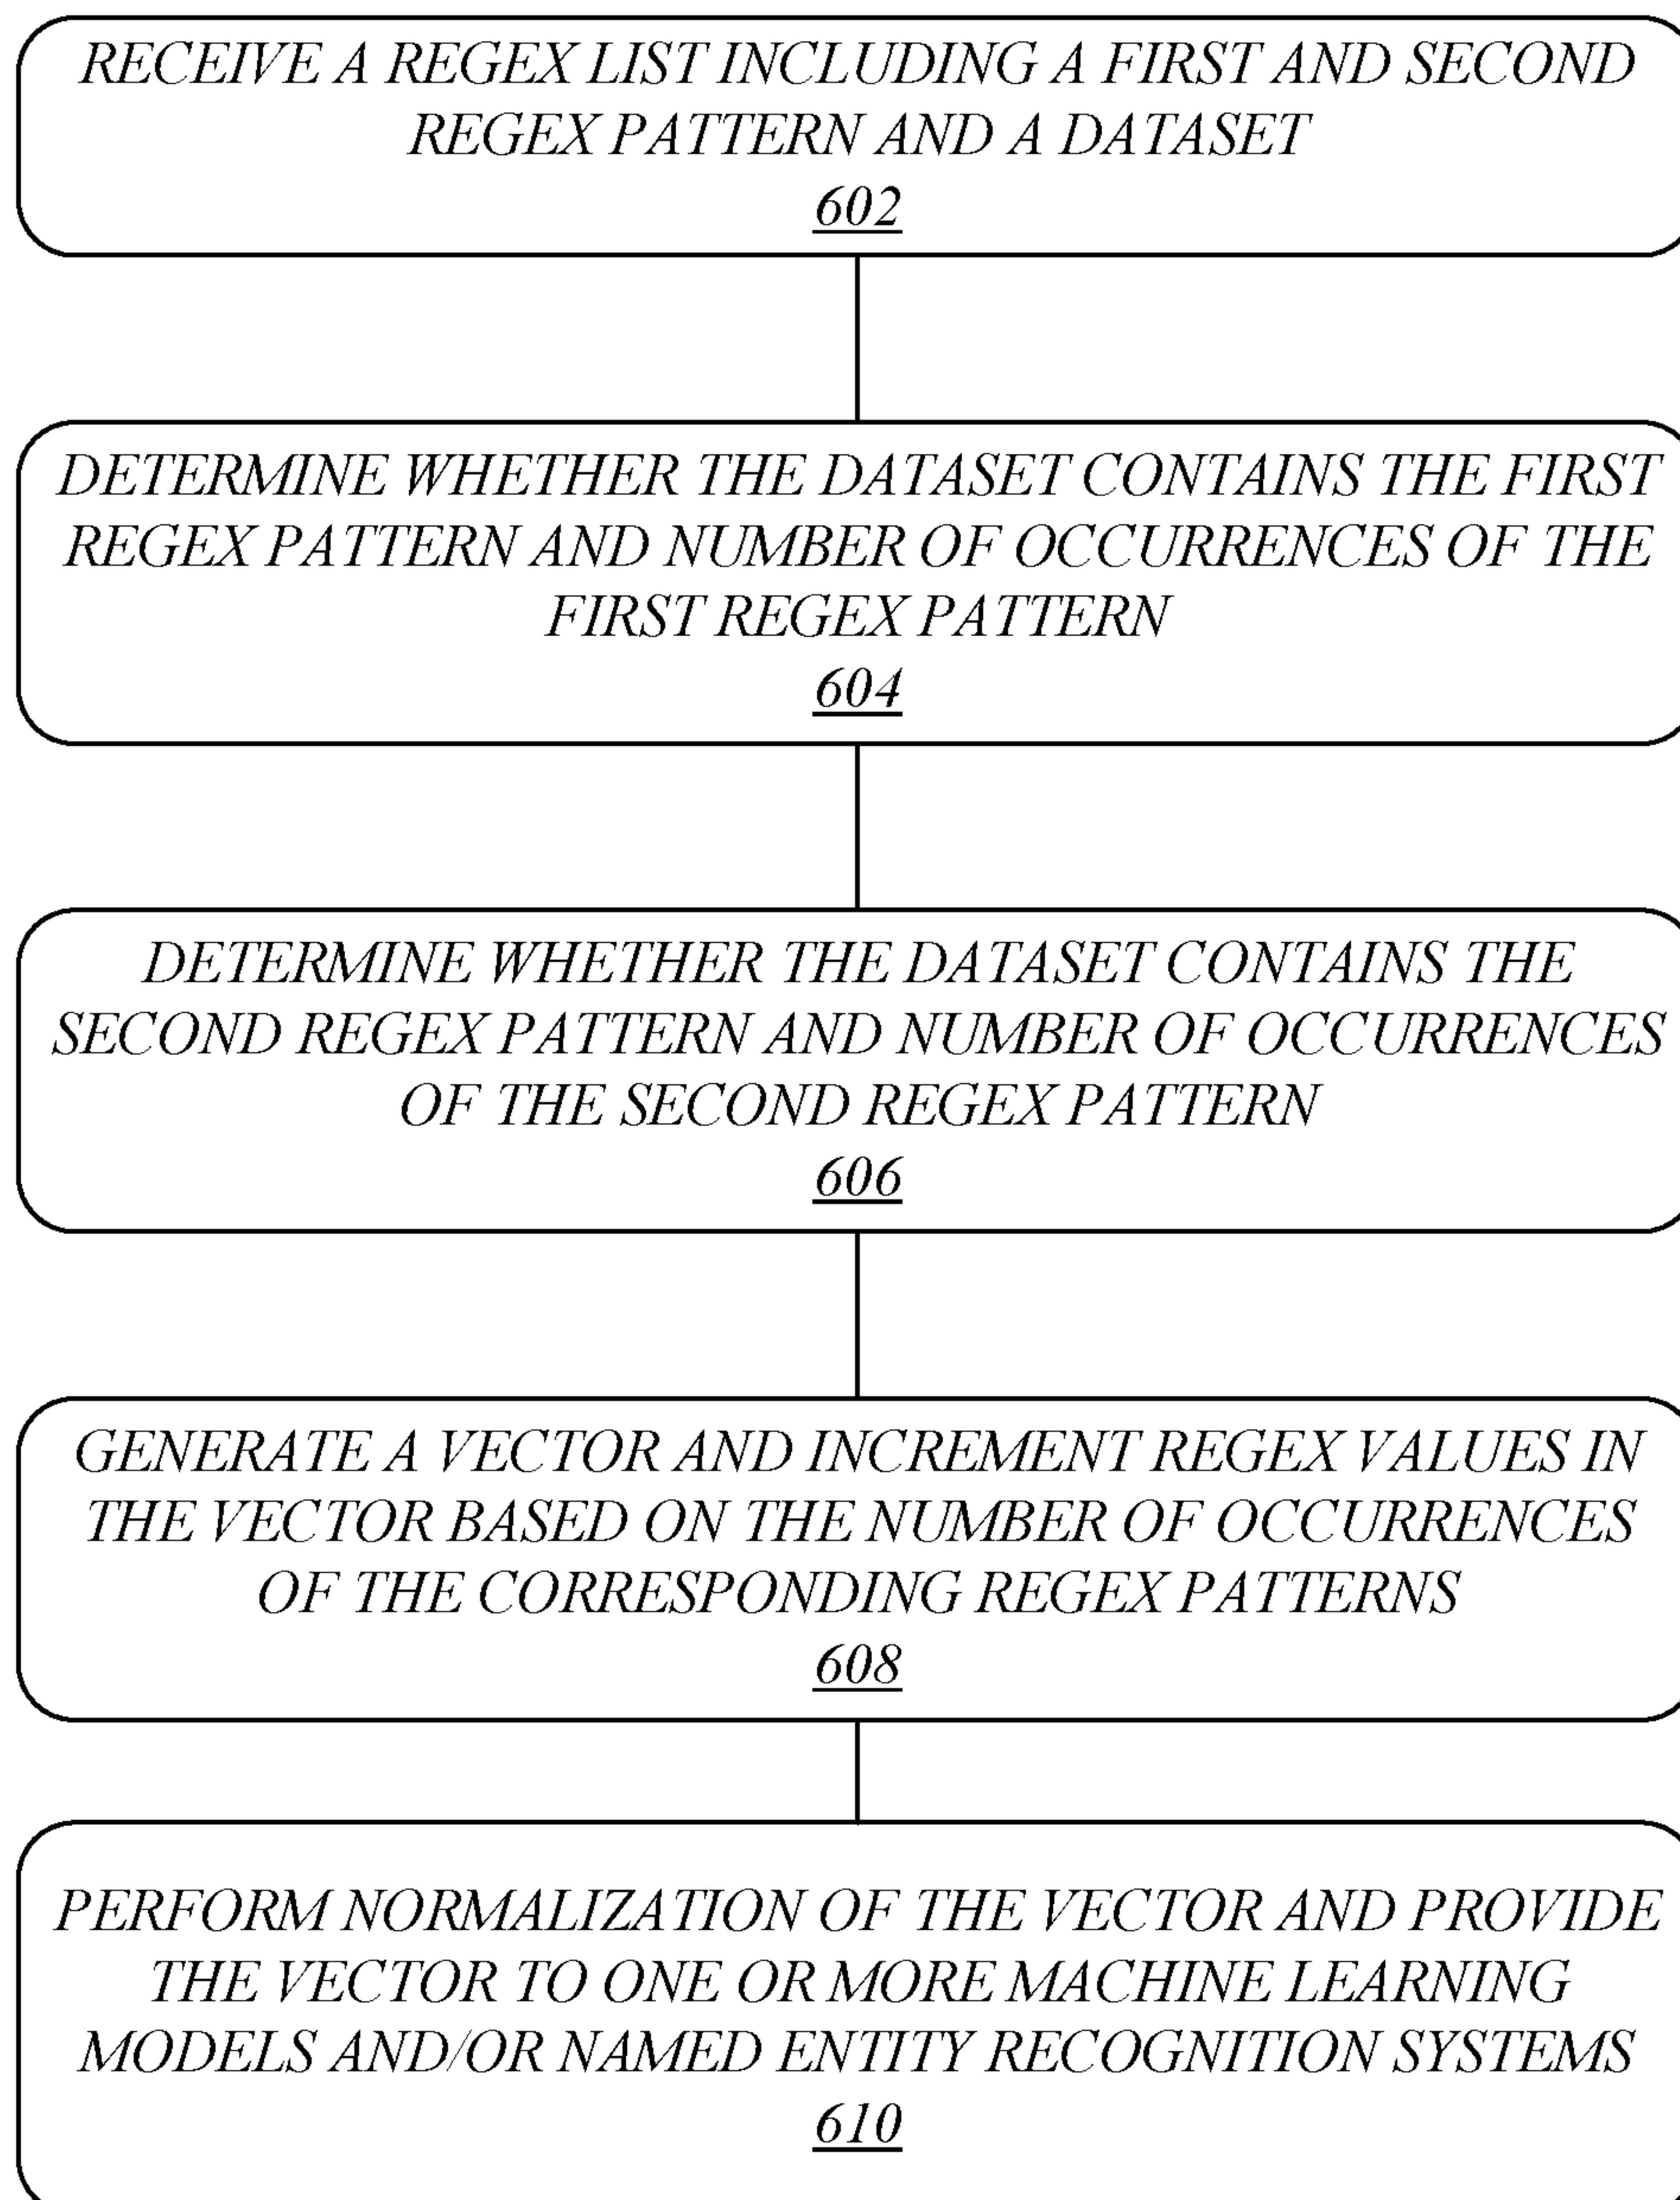 RECEIVE A REGEX LIST INCLUDING A FIRST AND SECOND
REGEX PATTERN AND A DATASET
602
DETERMINE WHETHER THE DATASET CONTAINS THE FIRST
REGEX PATTERN AND NUMBER OF OCCURRENCES OF THE
FIRST REGEX PATTERN
604
DETERMINE WHETHER THE DATASET CONTAINS THE
SECOND REGEX PATTERN AND NUMBER OF OCCURRENCES
OF THE SECOND REGEX PATTERN
606
GENERATE A VECTOR AND INCREMENT REGEX VALUES IN
THE VECTOR BASED ON THE NUMBER OF OCCURRENCES
OF THE CORRESPONDING REGEX PATTERNS
608
PERFORM NORMALIZATION OF THE VECTOR AND PROVIDE
THE VECTOR TO ONE OR MORE MACHINE LEARNING
MODELS AND/OR NAMED ENTITY RECOGNITION SYSTEMS
610